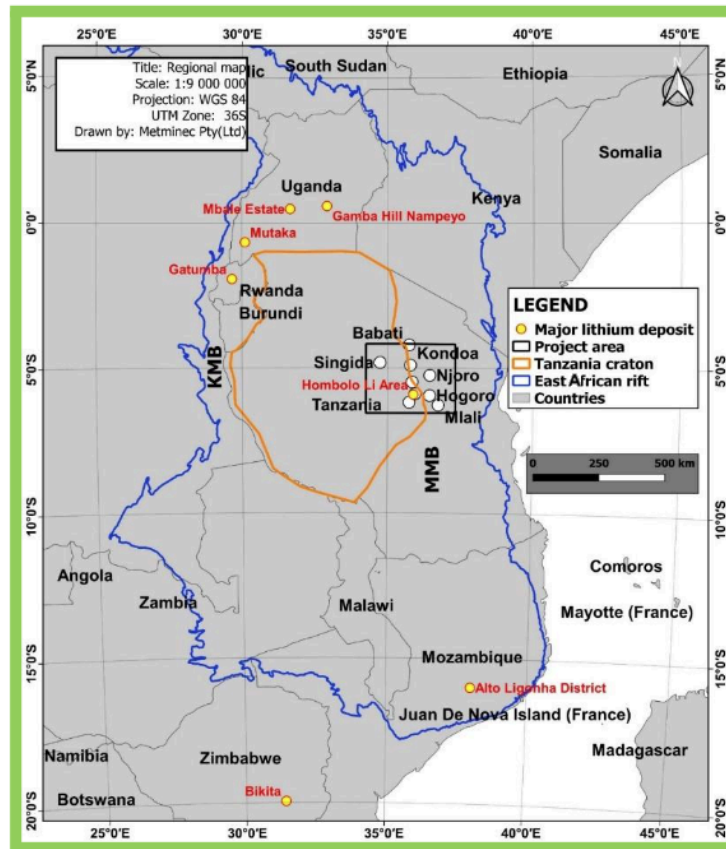 25°0'E 30°0'E 35°0'E 40°0'E 45°0'E
Title: Regional map
Scale: 1:9 000 000
Projection: WGS 84
UTM Zone: 36S
Drawn by: Metminec Pty(Ltd)
lic
South Sudan
Ethiopia
N
5°0'N
5°0'N
Somalia
Uganda
Kenya
Mbale Estate
Gamba Hill Nampeyo
0°0'
0°0'
Mutaka
Gatumba
Rwanda
Burundi
LEGEND
Major lithium deposit
Project area
Tanzania craton
East African rift
Countries
Babati
KMB
Singida
Kondoa
Njoro
5°0'S
5°0'S
Hombolo Li Area
Hogoro
Tanzania
Mlali
MMB
0 250 500 km
10°0'S
10°0'S
Angola
Comoros
Zambia
Malawi
Mayotte (France)
Mozambique
15°0'S
15°0'S
Alto Ligonha District
Juan De Nova Island (France)
Namibia
Zimbabwe
Madagascar
Bikita
Botswana
20°0'S
20°0'S
25°0'E 30°0'E 35°0'E 40°0'E 45°0'E